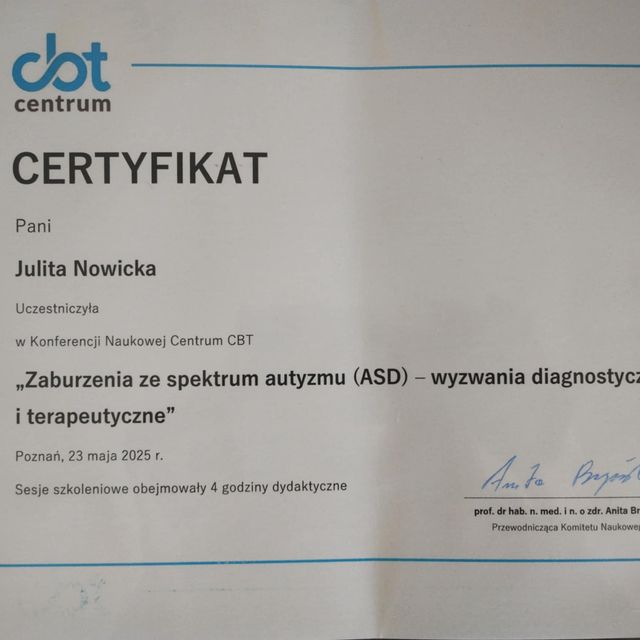 cbt
centrum
CERTYFIKAT
Pani
Julita Nowicka
Uczestniczyła
w Konferencji Naukowej Centrum CBT
„Zaburzenia ze spektrum autyzmu (ASD) – wyzwania diagnostycz
i terapeutyczne”
Poznań, 23 maja 2025 r.
Sesje szkoleniowe obejmowały 4 godziny dydaktyczne
Anita
prof. dr hab. n. med. i n. o zdr. Anita Br
Przewodnicząca Komitetu Naukoweg